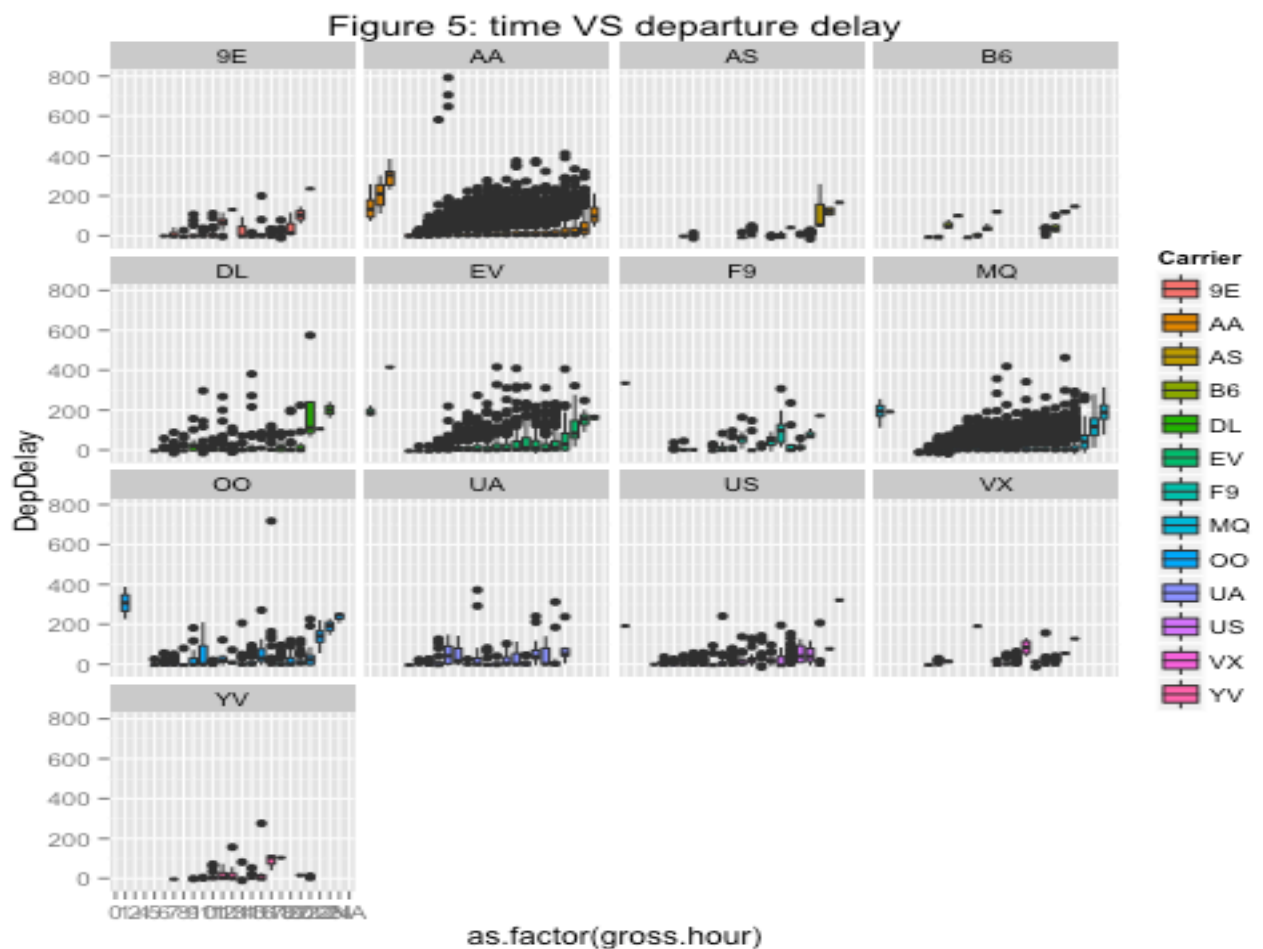 Figure 5: time VS departure delay
9E AA AS B6
800
600
400
200
0
DL EV F9 MQ
800
600
400
200
0
OO UA US VX
800
600
400
200
0
YV
800
600
400
200
0
DepDelay
as.factor(gross.hour)
Carrier
9E
AA
AS
B6
DL
EV
F9
MQ
OO
UA
US
VX
YV